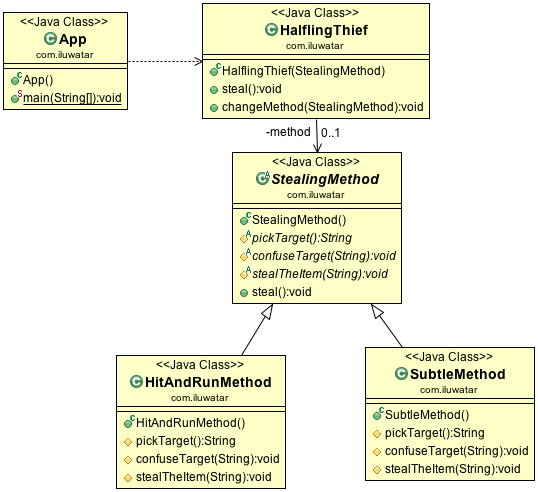 <<Java Class>>
App
com.iluwatar
App()
main(String[]):void
<<Java Class>>
HalflingThief
com.iluwatar
HalflingThief(StealingMethod)
steal():void
changeMethod(StealingMethod):void
-method 0..1
<<Java Class>>
StealingMethod
com.iluwatar
StealingMethod()
pickTarget():String
confuseTarget(String):void
stealTheItem(String):void
steal():void
<<Java Class>>
HitAndRunMethod
com.iluwatar
HitAndRunMethod()
pickTarget():String
confuseTarget(String):void
stealTheItem(String):void
<<Java Class>>
SubtleMethod
com.iluwatar
SubtleMethod()
pickTarget():String
confuseTarget(String):void
stealTheItem(String):void